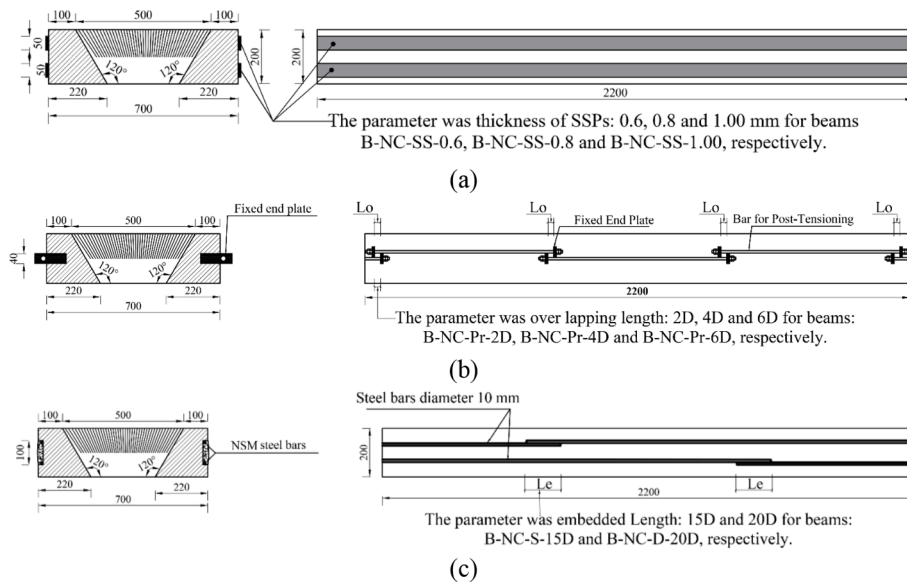 100 500 100
50
50
120° 120°
200
200
220 220
700
2200
The parameter was thickness of SSPs: 0.6, 0.8 and 1.00 mm for beams
B-NC-SS-0.6, B-NC-SS-0.8 and B-NC-SS-1.00, respectively.
(a)
100 500 100
Fixed end plate
40
120° 120°
220 220
700
Lo Lo Lo Lo
Fixed End Plate
Bar for Post-Tensioning
2200
The parameter was over lapping length: 2D, 4D and 6D for beams:
B-NC-Pr-2D, B-NC-Pr-4D and B-NC-Pr-6D, respectively.
(b)
100 500 100
100
NSM steel bars
120° 120°
220 220
700
Steel bars diameter 10 mm
200
Le Le
2200
The parameter was embedded Length: 15D and 20D for beams:
B-NC-S-15D and B-NC-D-20D, respectively.
(c)